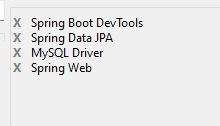 X Spring Boot DevTools
X Spring Data JPA
X MySQL Driver
X Spring Web